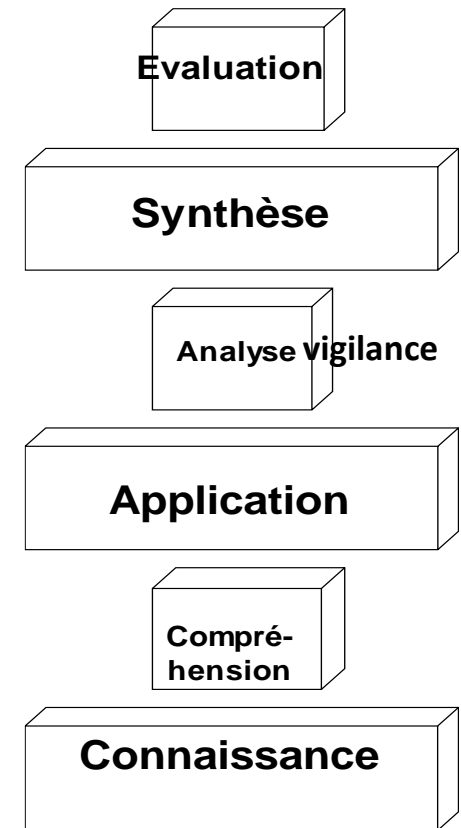 Evaluation
Synthèse
Analyse vigilance
Application
Compré-
hension
Connaissance